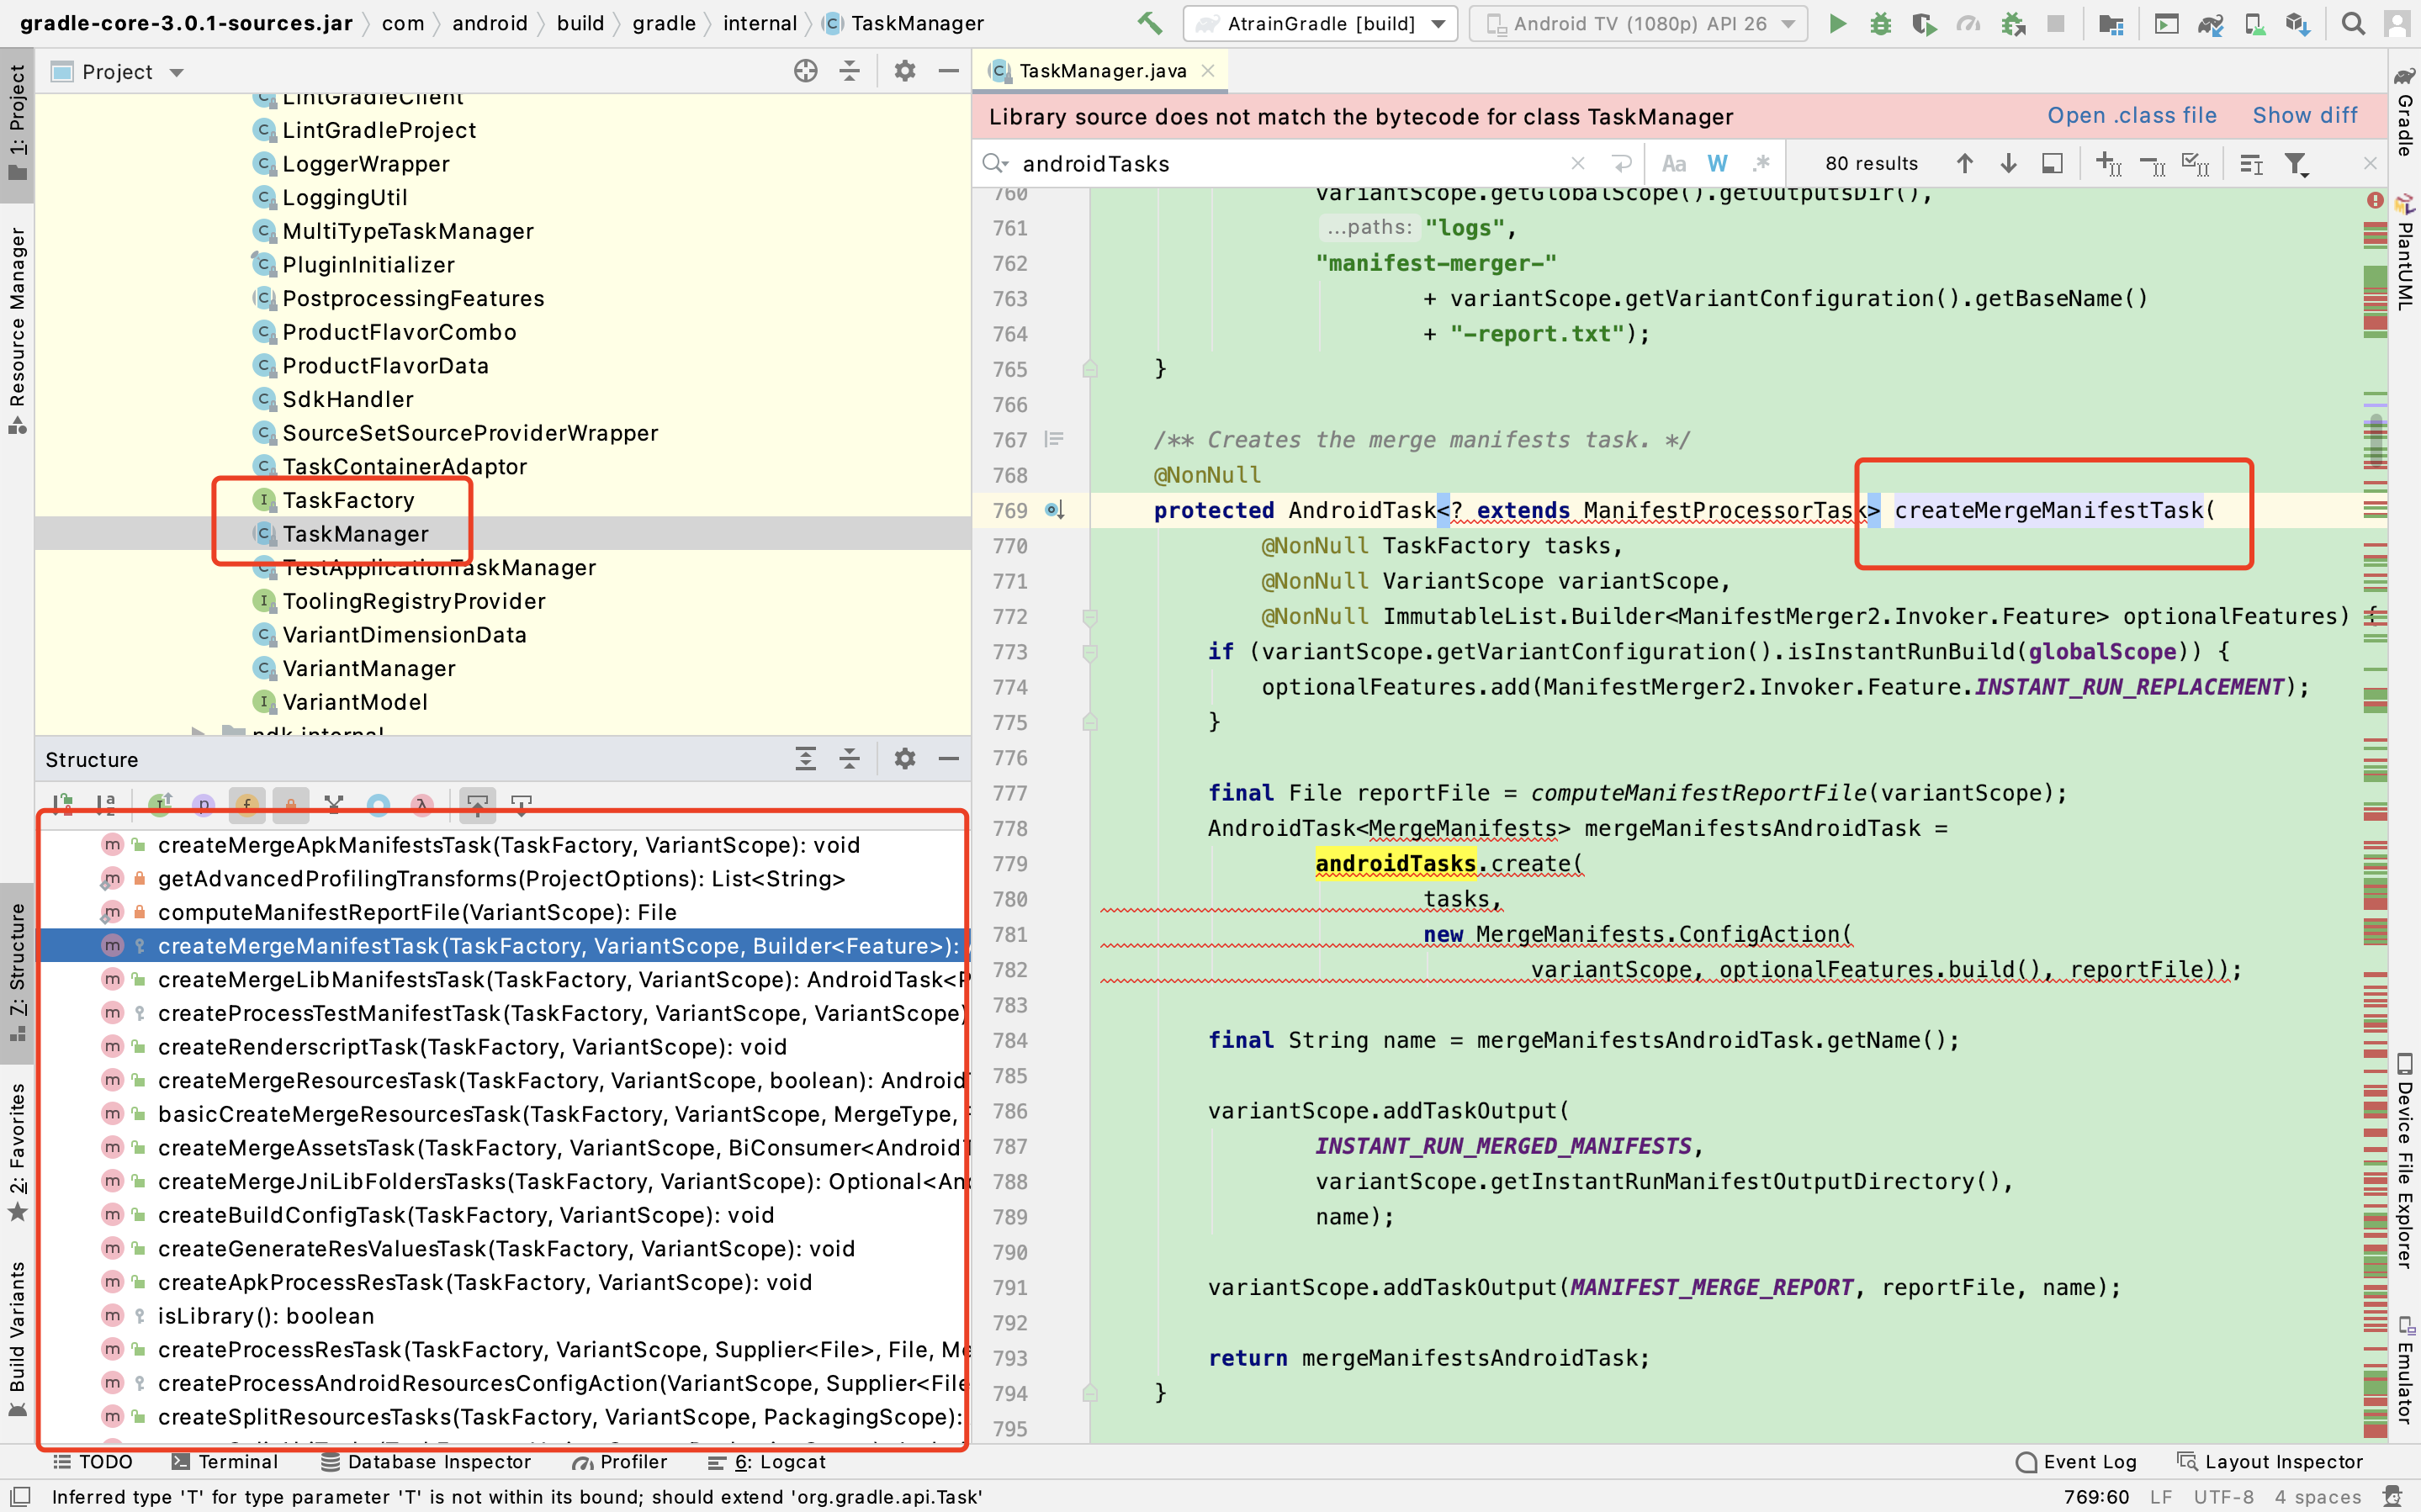 gradle-core-3.0.1-sources.jar com android build gradle internal TaskManager
AtrainGradle [build]
Android TV (1080p) API 26
1: Project
Resource Manager
7: Structure
2: Favorites
Build Variants
Project
LintGradleClient
LintGradleProject
LoggerWrapper
LoggingUtil
MultiTypeTaskManager
PluginInitializer
PostprocessingFeatures
ProductFlavorCombo
ProductFlavorData
SdkHandler
SourceSetSourceProviderWrapper
TaskContainerAdaptor
TaskFactory
TaskManager
TestApplicationTaskManager
ToolingRegistryProvider
VariantDimensionData
VariantManager
VariantModel
ndk.internal
Structure
createMergeApkManifestsTask(TaskFactory, VariantScope): void
getAdvancedProfilingTransforms(ProjectOptions): List<String>
computeManifestReportFile(VariantScope): File
createMergeManifestTask(TaskFactory, VariantScope, Builder<Feature>):
createMergeLibManifestsTask(TaskFactory, VariantScope): AndroidTask<P
createProcessTestManifestTask(TaskFactory, VariantScope, VariantScope)
createRenderscriptTask(TaskFactory, VariantScope): void
createMergeResourcesTask(TaskFactory, VariantScope, boolean): AndroidT
basicCreateMergeResourcesTask(TaskFactory, VariantScope, MergeType,
createMergeAssetsTask(TaskFactory, VariantScope, BiConsumer<AndroidT
createMergeJniLibFoldersTasks(TaskFactory, VariantScope): Optional<An
createBuildConfigTask(TaskFactory, VariantScope): void
createGenerateResValuesTask(TaskFactory, VariantScope): void
createApkProcessResTask(TaskFactory, VariantScope): void
isLibrary(): boolean
createProcessResTask(TaskFactory, VariantScope, Supplier<File>, File, Me
createProcessAndroidResourcesConfigAction(VariantScope, Supplier<File
createSplitResourcesTasks(TaskFactory, VariantScope, PackagingScope):
TaskManager.java
Library source does not match the bytecode for class TaskManager Open .class file Show diff
androidTasks Aa W .* 80 results
760 variantScope.getGlobalScope().getOutputsDir(),
761 ...paths: "logs",
762 "manifest-merger-"
763 + variantScope.getVariantConfiguration().getBaseName()
764 + "-report.txt");
765 }
766
767 /** Creates the merge manifests task. */
768 @NonNull
769 protected AndroidTask<? extends ManifestProcessorTask> createMergeManifestTask(
770 @NonNull TaskFactory tasks,
771 @NonNull VariantScope variantScope,
772 @NonNull ImmutableList.Builder<ManifestMerger2.Invoker.Feature> optionalFeatures) {
773 if (variantScope.getVariantConfiguration().isInstantRunBuild(globalScope)) {
774 optionalFeatures.add(ManifestMerger2.Invoker.Feature.INSTANT_RUN_REPLACEMENT);
775 }
776
777 final File reportFile = computeManifestReportFile(variantScope);
778 AndroidTask<MergeManifests> mergeManifestsAndroidTask =
779 androidTasks.create(
780 tasks,
781 new MergeManifests.ConfigAction(
782 variantScope, optionalFeatures.build(), reportFile));
783
784 final String name = mergeManifestsAndroidTask.getName();
785
786 variantScope.addTaskOutput(
787 INSTANT_RUN_MERGED_MANIFESTS,
788 variantScope.getInstantRunManifestOutputDirectory(),
789 name);
790
791 variantScope.addTaskOutput(MANIFEST_MERGE_REPORT, reportFile, name);
792
793 return mergeManifestsAndroidTask;
794 }
795
Gradle
PlantUML
Device File Explorer
Emulator
TODO Terminal Database Inspector Profiler 6: Logcat Event Log Layout Inspector
Inferred type 'T' for type parameter 'T' is not within its bound; should extend 'org.gradle.api.Task' 769:60 LF UTF-8 4 spaces